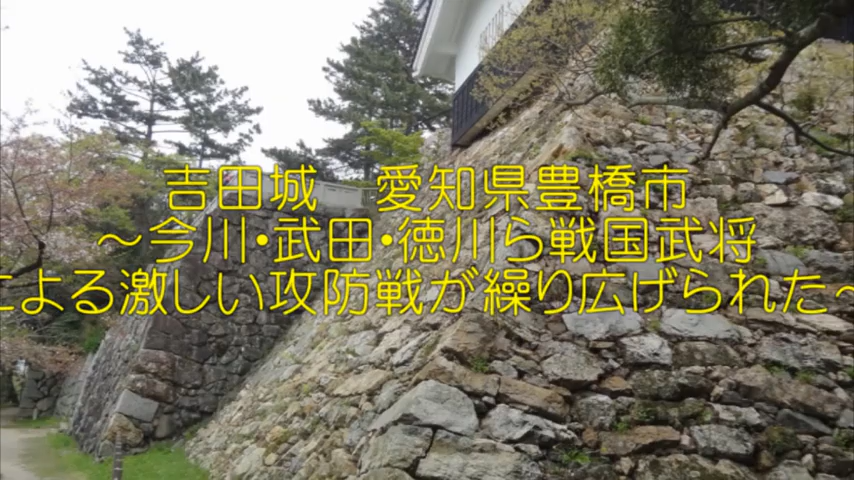 吉田城　愛知県豊橋市
～今川・武田・徳川ら戦国武将
による激しい攻防戦が繰り広げられた～